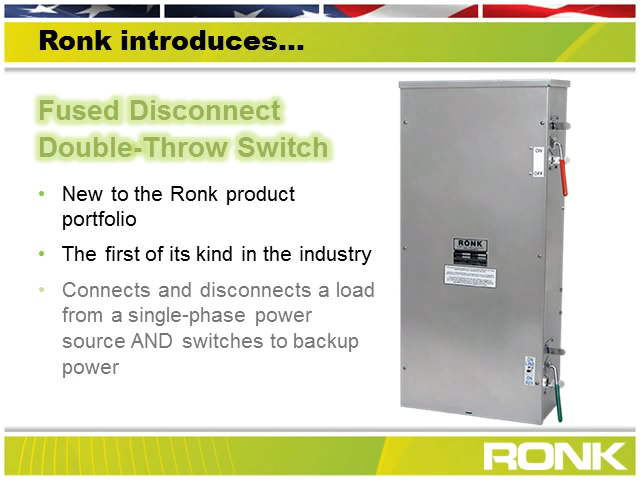 Ronk introduces...
Fused Disconnect
Double-Throw Switch
• New to the Ronk product
portfolio
• The first of its kind in the industry
• Connects and disconnects a load
from a single-phase power
source AND switches to backup
power
ON
OFF
RONK
RONK